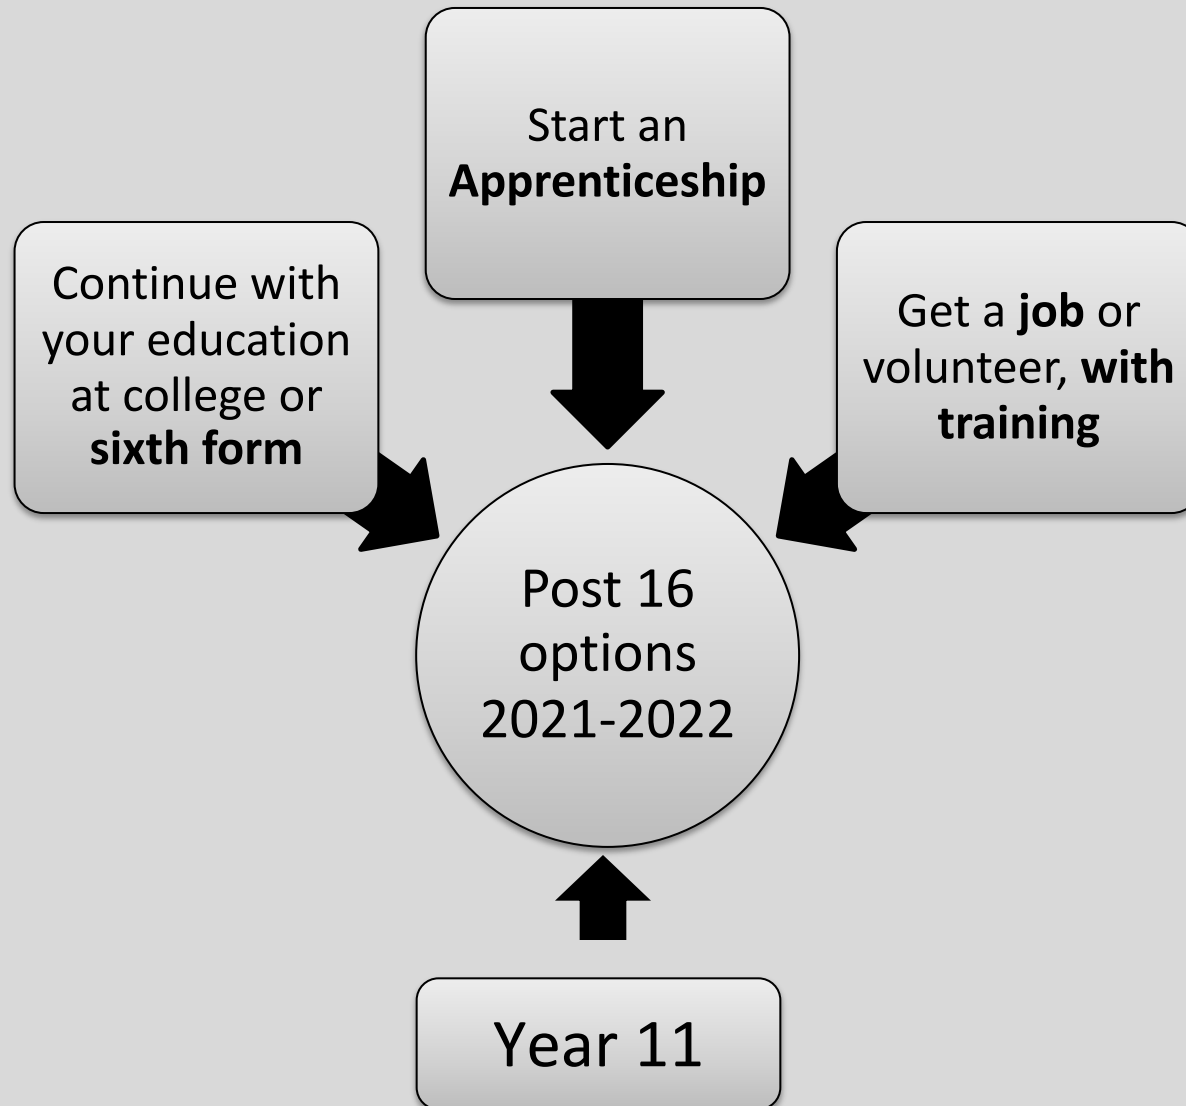 Start an
Apprenticeship
Continue with
your education
at college or
sixth form
Get a job or
volunteer, with
training
Post 16
options
2021-2022
Year 11